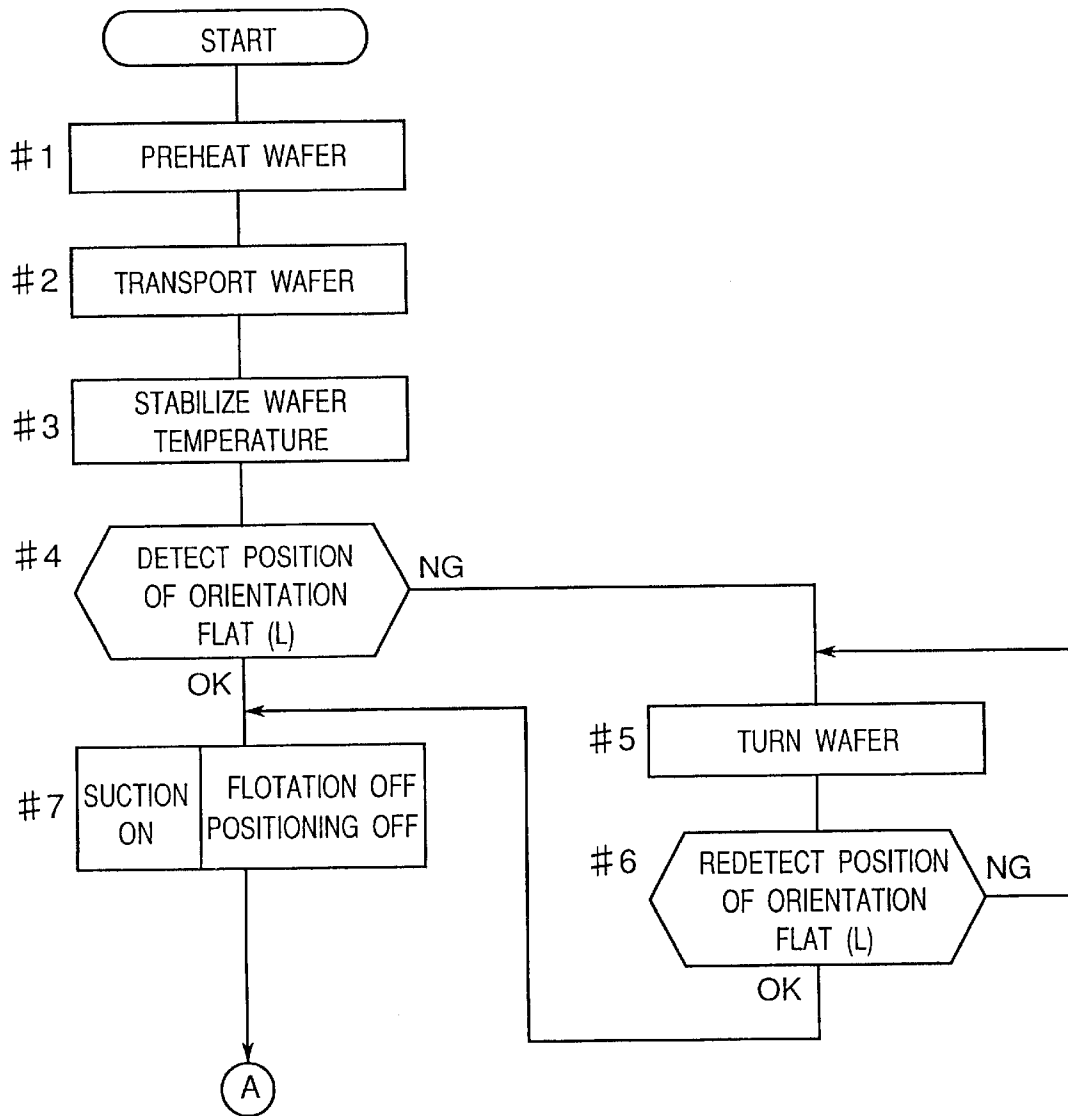 START
#1
PREHEAT WAFER
#2
TRANSPORT WAFER
#3
STABILIZE WAFER
TEMPERATURE
#4
DETECT POSITION
OF ORIENTATION
FLAT (L)
NG
OK
#5
TURN WAFER
#7
SUCTION
ON
FLOTATION OFF
POSITIONING OFF
#6
REDETECT POSITION
OF ORIENTATION
FLAT (L)
NG
OK
A